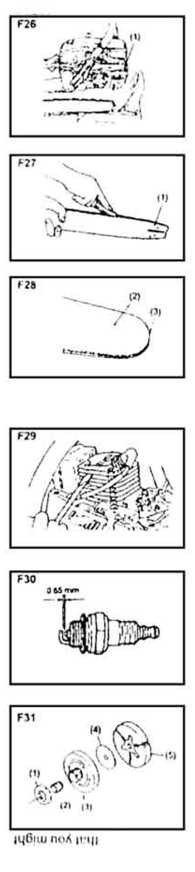 F26
(1)
F27
(1)
F28
(2)
(3)
F29
F30
0.65 mm
F31
(4)
(1)
(5)
(2)
(3)
that you might